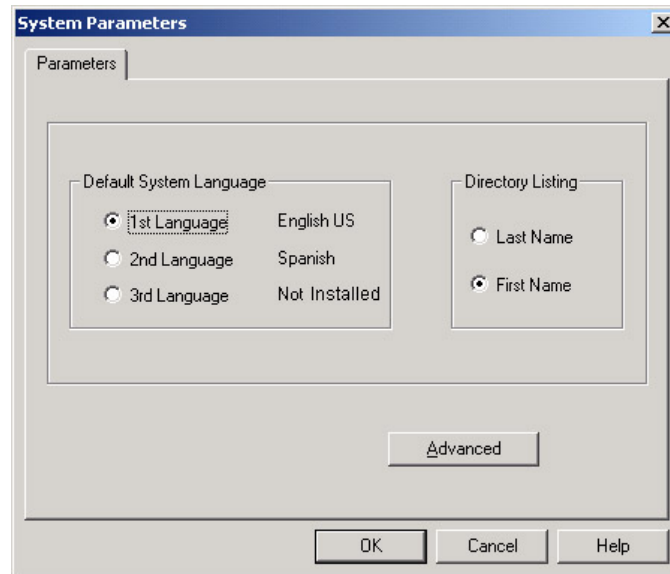 System Parameters
Parameters
Default System Language
1st Language English US
2nd Language Spanish
3rd Language Not Installed
Directory Listing
Last Name
First Name
Advanced
OK Cancel Help